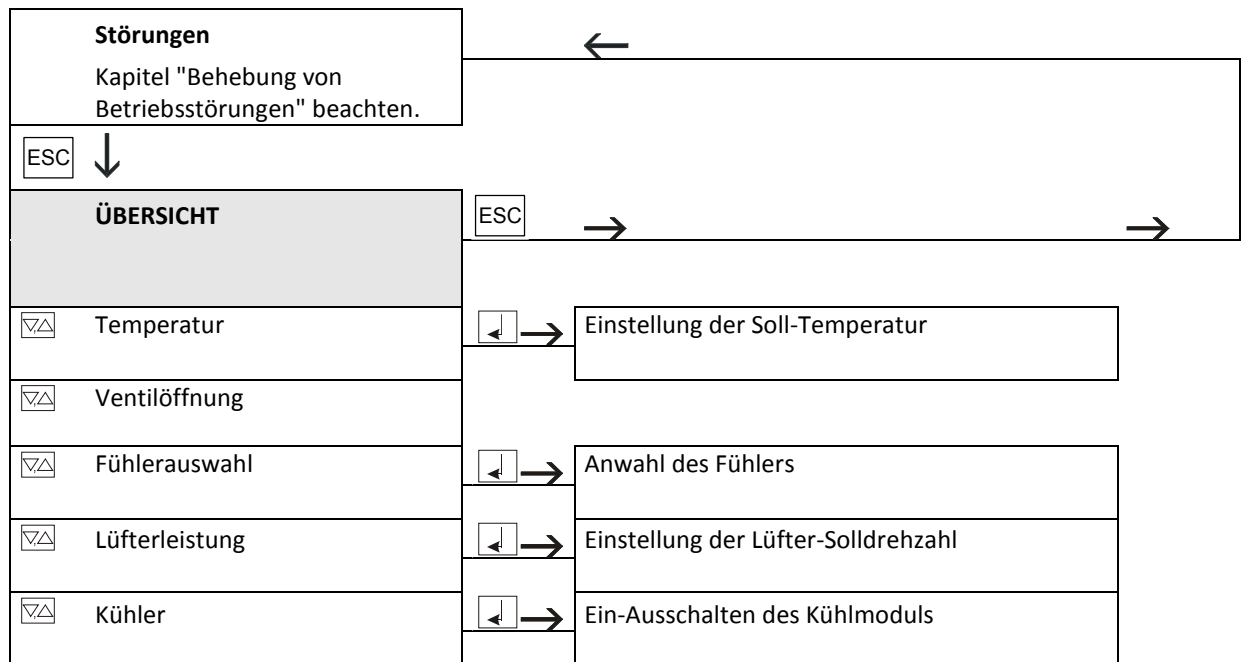 Störungen
Kapitel "Behebung von
Betriebsstörungen" beachten.
ESC
ÜBERSICHT
ESC
Temperatur
Einstellung der Soll-Temperatur
Ventilöffnung
Fühlerauswahl
Anwahl des Fühlers
Lüfterleistung
Einstellung der Lüfter-Solldrehzahl
Kühler
Ein-Ausschalten des Kühlmoduls